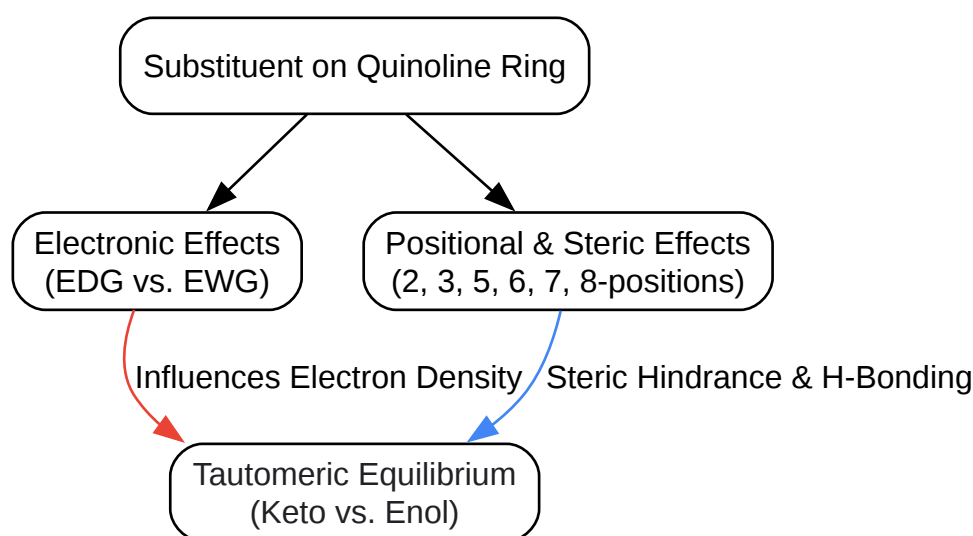 Substituent on Quinoline Ring
Electronic Effects
(EDG vs. EWG)
Positional & Steric Effects
(2, 3, 5, 6, 7, 8-positions)
Influences Electron Density
Steric Hindrance & H-Bonding
Tautomeric Equilibrium
(Keto vs. Enol)